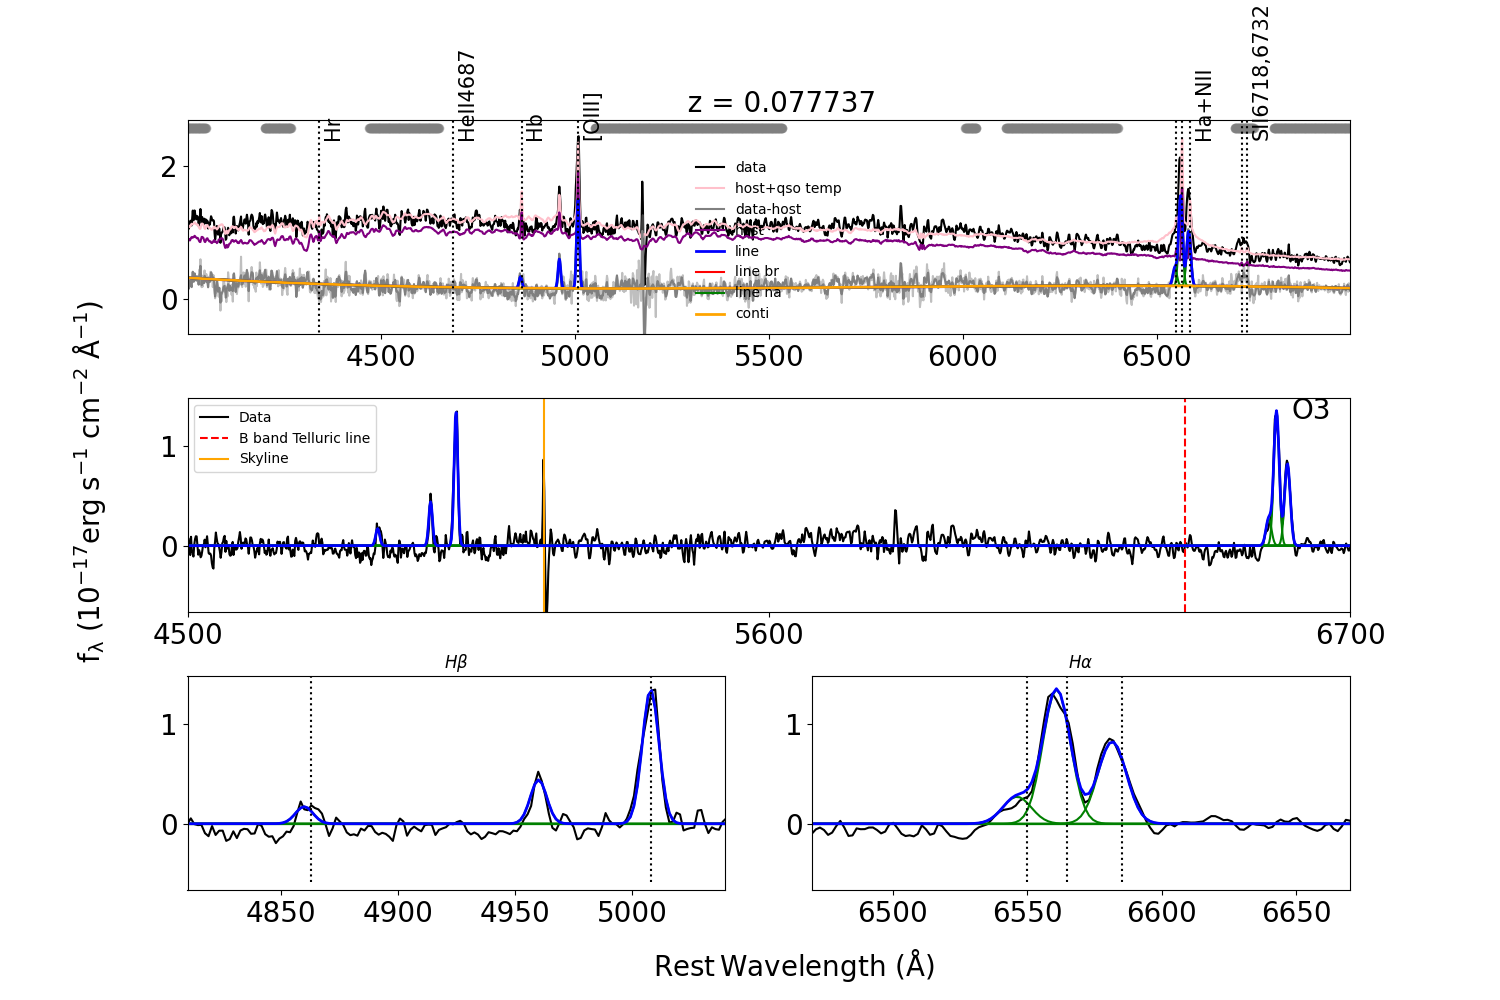 z = 0.077737
Hr
HeII4687
Hb
[OIII]
Ha+NII
SII6718,6732
data
host+qso temp
data-host
host
line
line br
line na
conti
2
0
4500 5000 5500 6000 6500
fλ (10⁻¹⁷erg s⁻¹ cm⁻² Å⁻¹)
Data
B band Telluric line
Skyline
O3
1
0
4500 5600 6700
Hβ
1
0
4850 4900 4950 5000
Hα
1
0
6500 6550 6600 6650
Rest Wavelength (Å)